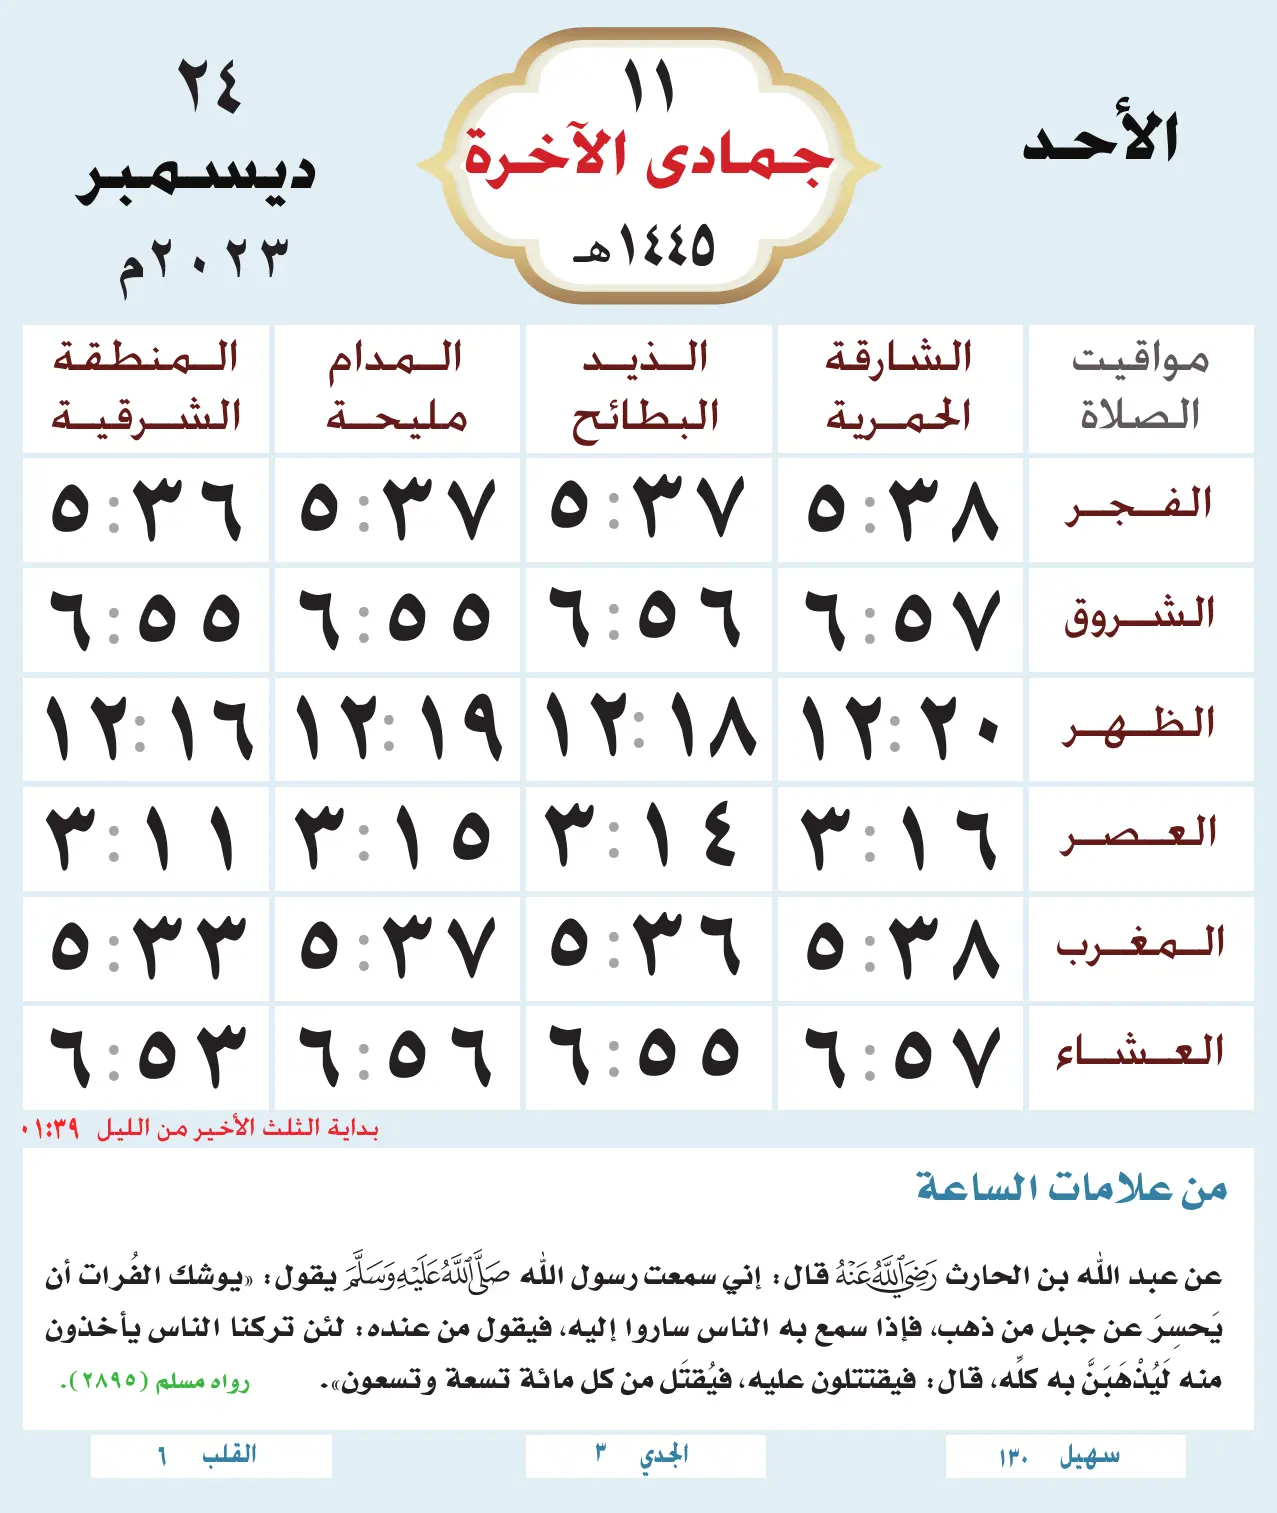 الأحد
١١
جمادى الآخرة
١٤٤٥هـ
٢٤
ديسمبر
٢٠٢٣م
مواقيت الصلاة
الشارقة الحمرية
الذيد البطائح
المدام مليحة
المنطقة الشرقية
الفجر ٥:٣٨ ٥:٣٧ ٥:٣٧ ٥:٣٦
الشروق ٦:٥٧ ٦:٥٦ ٦:٥٥ ٦:٥٥
الظهر ١٢:٢٠ ١٢:١٨ ١٢:١٩ ١٢:١٦
العصر ٣:١٦ ٣:١٤ ٣:١٥ ٣:١١
المغرب ٥:٣٨ ٥:٣٦ ٥:٣٧ ٥:٣٣
العشاء ٦:٥٧ ٦:٥٥ ٦:٥٦ ٦:٥٣
بداية الثلث الأخير من الليل ٠١:٣٩
من علامات الساعة
عن عبد الله بن الحارث رَضِيَ اللَّهُ عَنْهُ قال: إني سمعت رسول الله صَلَّى اللَّهُ عَلَيْهِ وَسَلَّمَ يقول: «يوشك الفُرات أن
يَحسِرَ عن جبل من ذهب، فإذا سمع به الناس ساروا إليه، فيقول من عنده: لئن تركنا الناس يأخذون
منه لَيُذْهَبَنَّ به كلِّه، قال: فيقتتلون عليه، فيُقتَل من كل مائة تسعة وتسعون». رواه مسلم (٢٨٩٥).
سهيل ١٣٠
الجدي ٣
القلب ٦